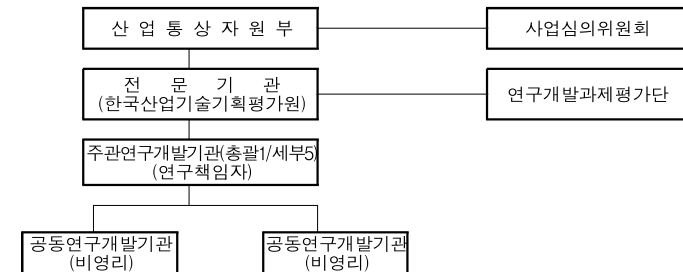 산 업 통 상 자 원 부
사업심의위원회
전 문 기 관
(한국산업기술기획평가원)
연구개발과제평가단
주관연구개발기관(총괄1/세부5)
(연구책임자)
공동연구개발기관
(비영리)
공동연구개발기관
(비영리)